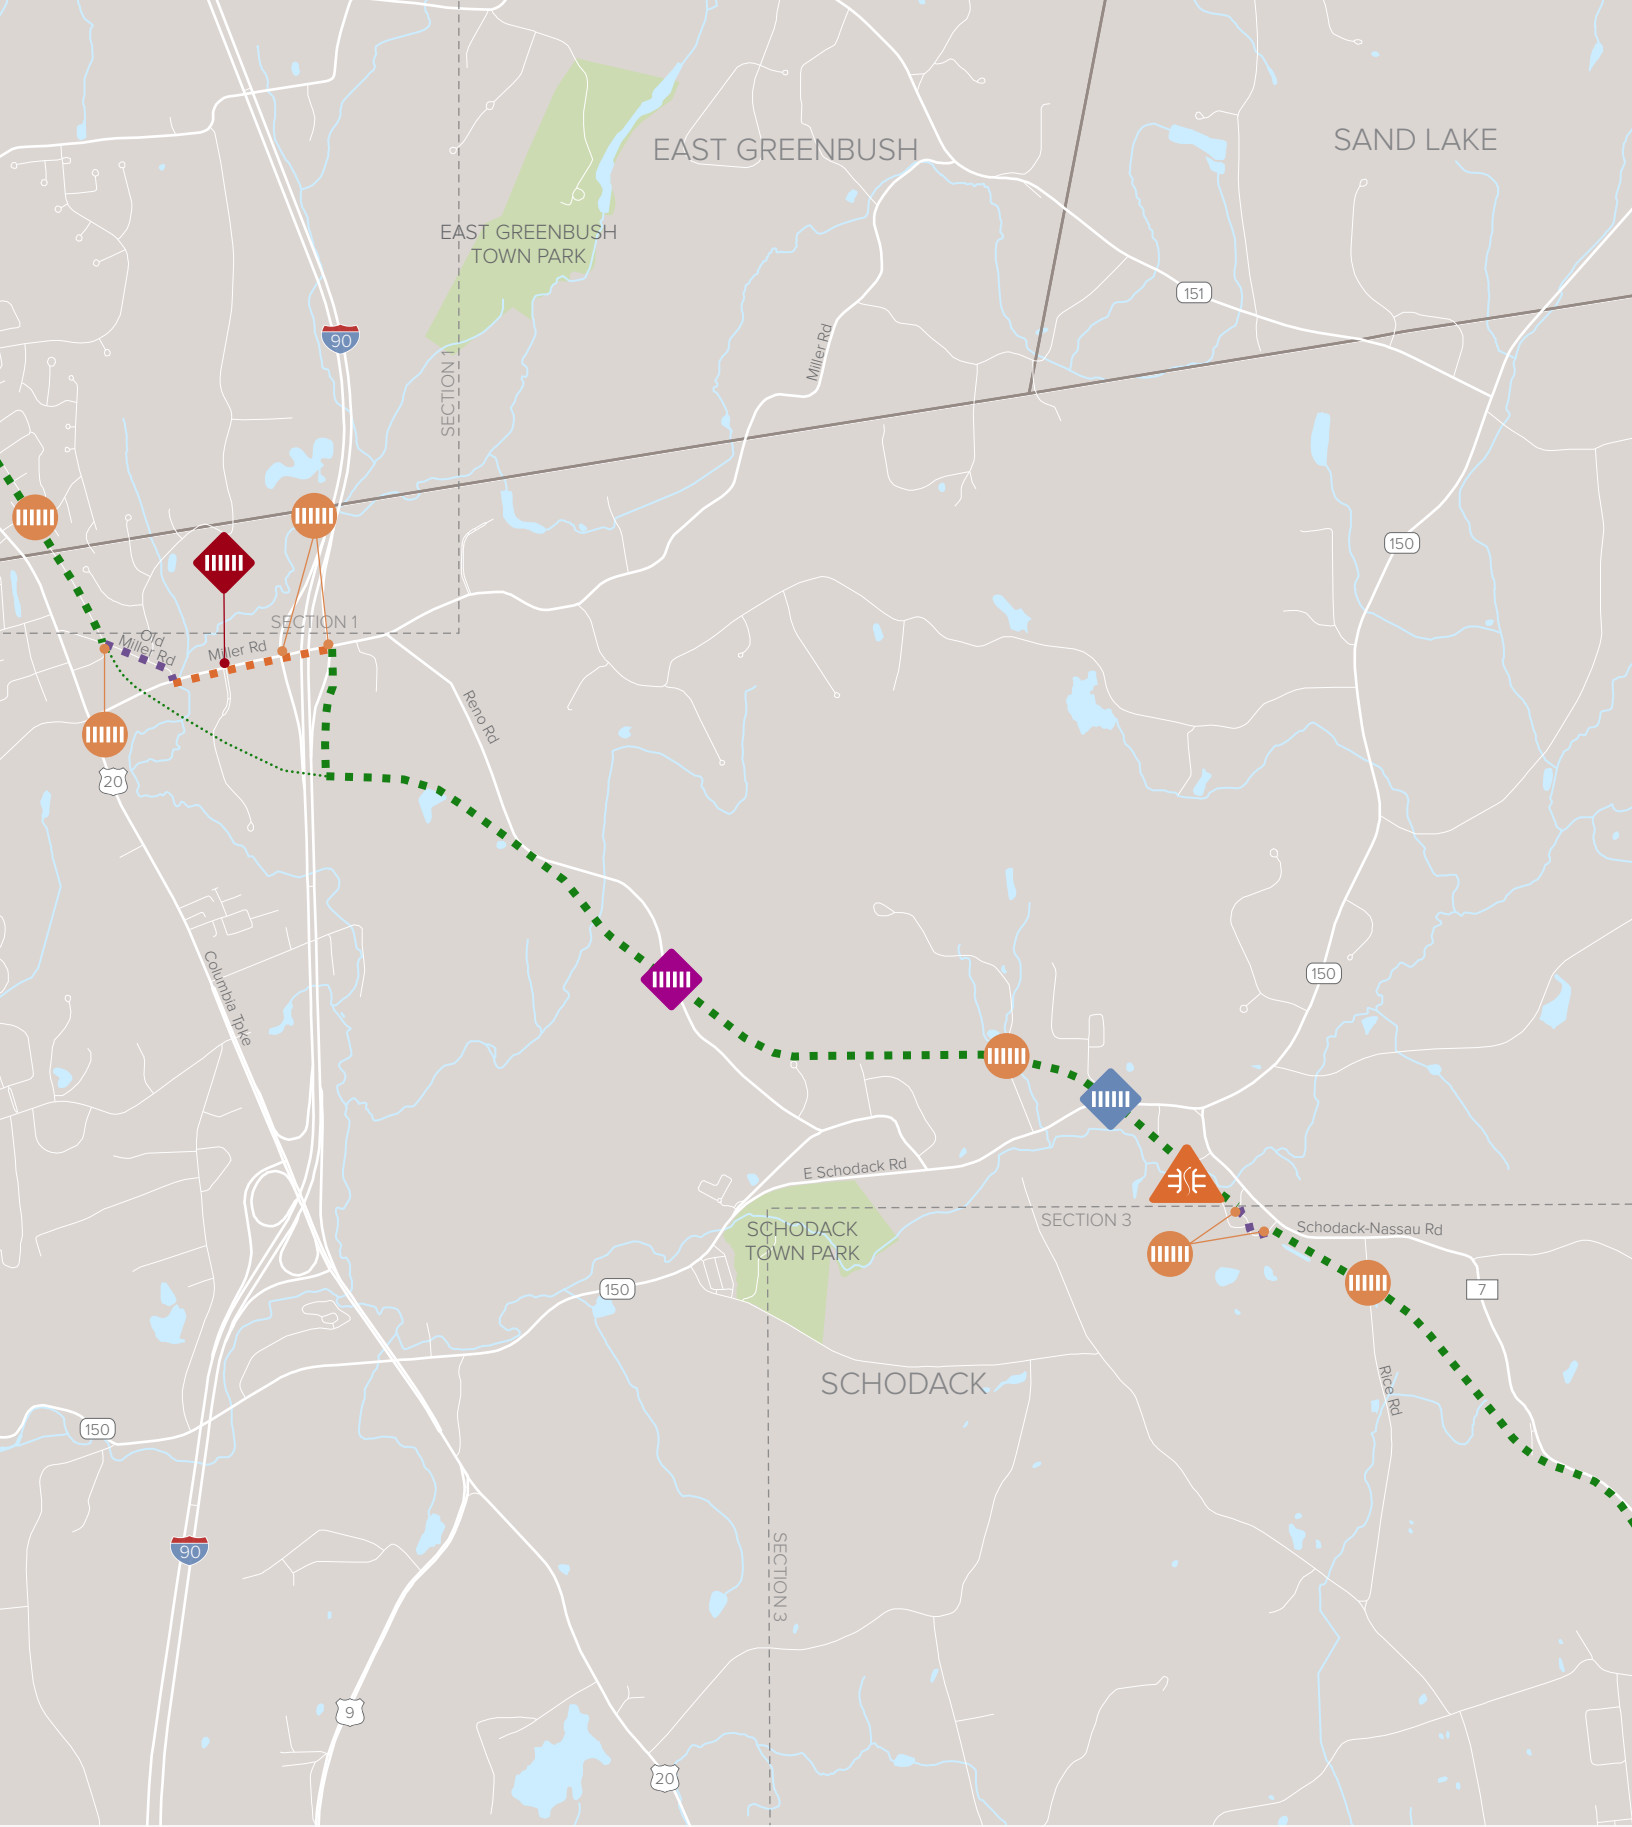 EAST GREENBUSH
SAND LAKE
EAST GREENBUSH
TOWN PARK
151
90
Miller Rd
SECTION 1
150
SECTION 1
Old
Miller Rd
Miller Rd
Reno Rd
20
Columbia Tpke
150
E Schodack Rd
SECTION 3
SCHODACK
TOWN PARK
Schodack-Nassau Rd
150
7
SCHODACK
Rice Rd
150
90
SECTION 3
9
20